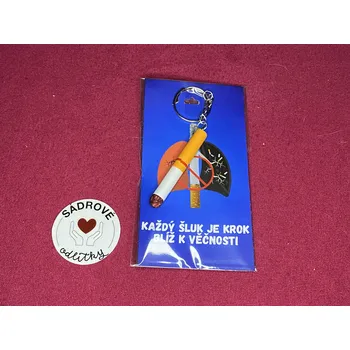 SÁDROVÉ
odlitky
KAŽDÝ ŠLUK JE KROK
BLÍŽ K VĚČNOSTI